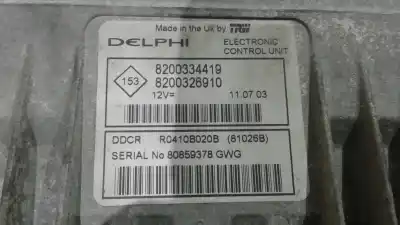 Made in the UK by TRW
DELPHI ELECTRONIC
CONTROL UNIT
153
8200334419
8200326910
12V= 11.07.03
DDCR R0410B020B (81026B)
SERIAL No 80859378 GWG